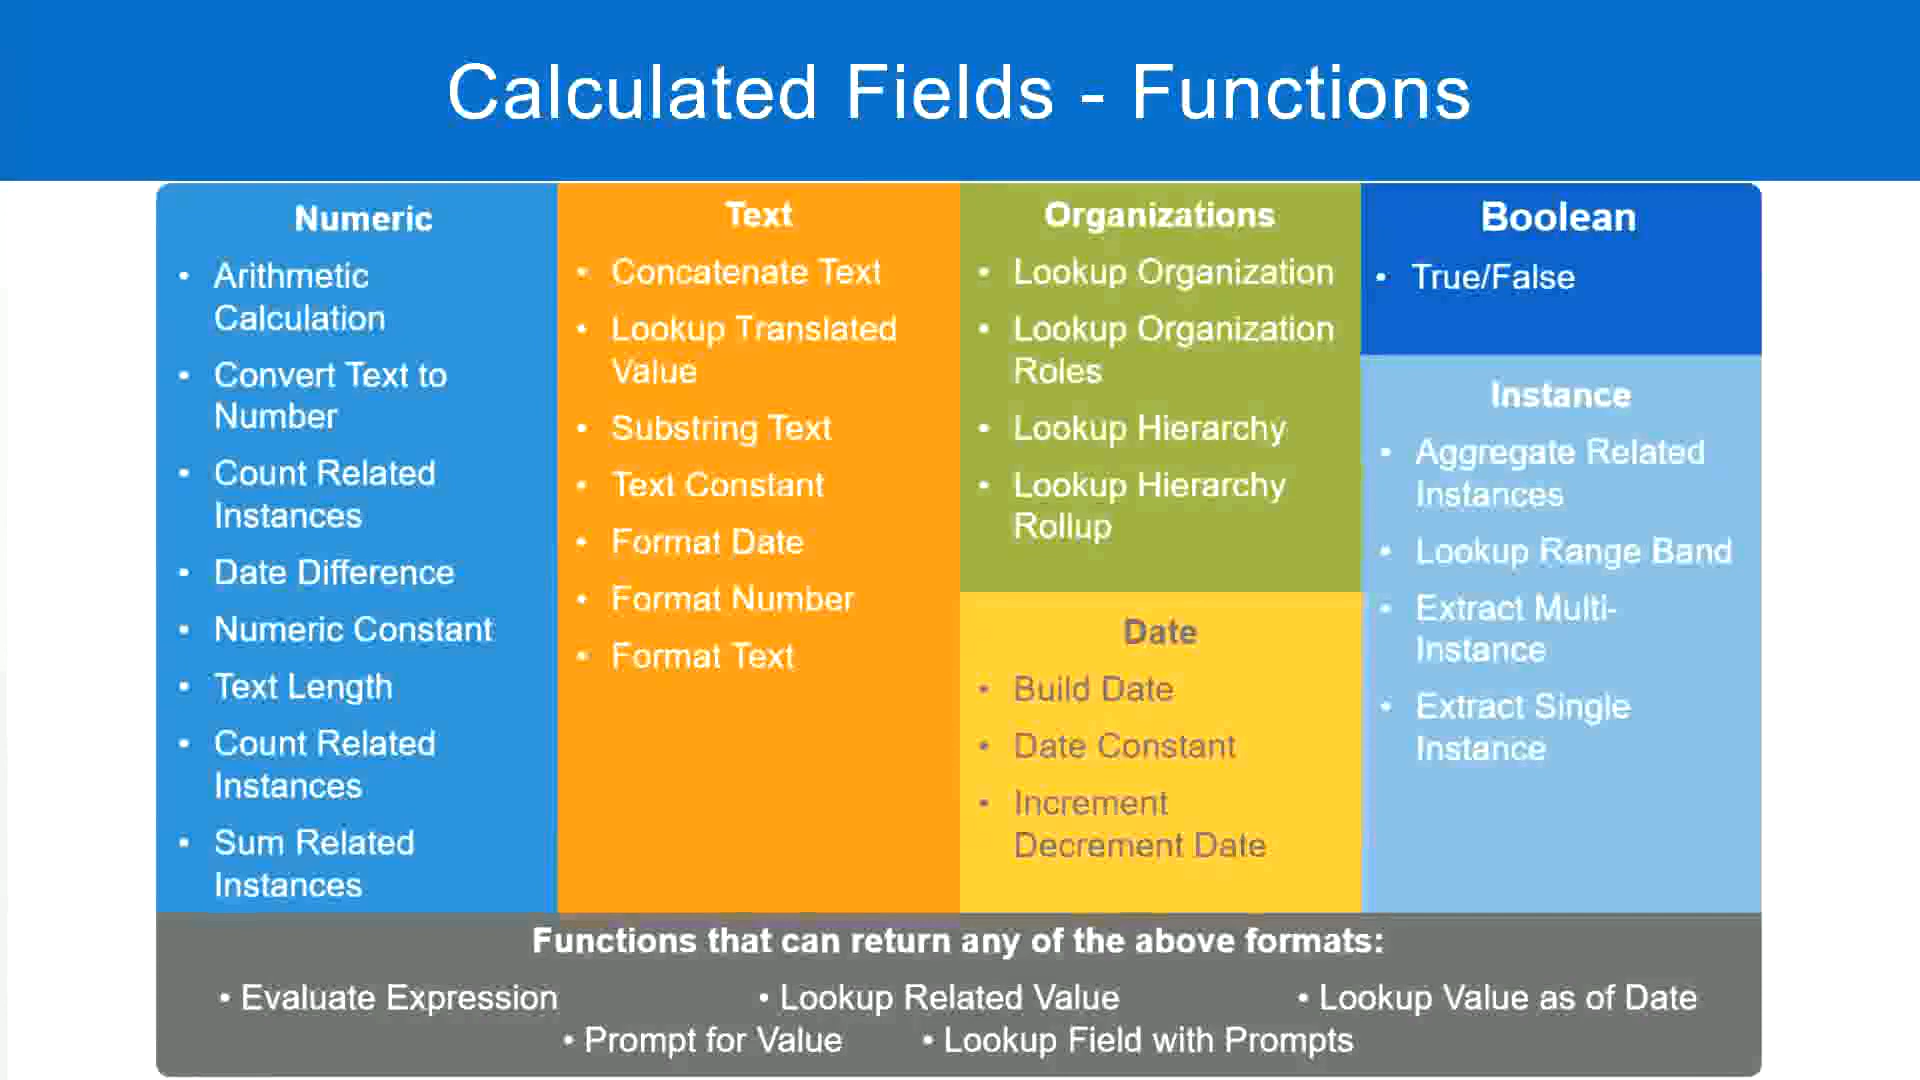 Calculated Fields - Functions
Numeric
• Arithmetic
Calculation
• Convert Text to
Number
• Count Related
Instances
• Date Difference
• Numeric Constant
• Text Length
• Count Related
Instances
• Sum Related
Instances
Text
• Concatenate Text
• Lookup Translated
Value
• Substring Text
• Text Constant
• Format Date
• Format Number
• Format Text
Organizations
• Lookup Organization
• Lookup Organization
Roles
• Lookup Hierarchy
• Lookup Hierarchy
Rollup
Date
• Build Date
• Date Constant
• Increment
Decrement Date
Boolean
• True/False
Instance
• Aggregate Related
Instances
• Lookup Range Band
• Extract Multi-
Instance
• Extract Single
Instance
Functions that can return any of the above formats:
• Evaluate Expression • Lookup Related Value • Lookup Value as of Date
• Prompt for Value • Lookup Field with Prompts